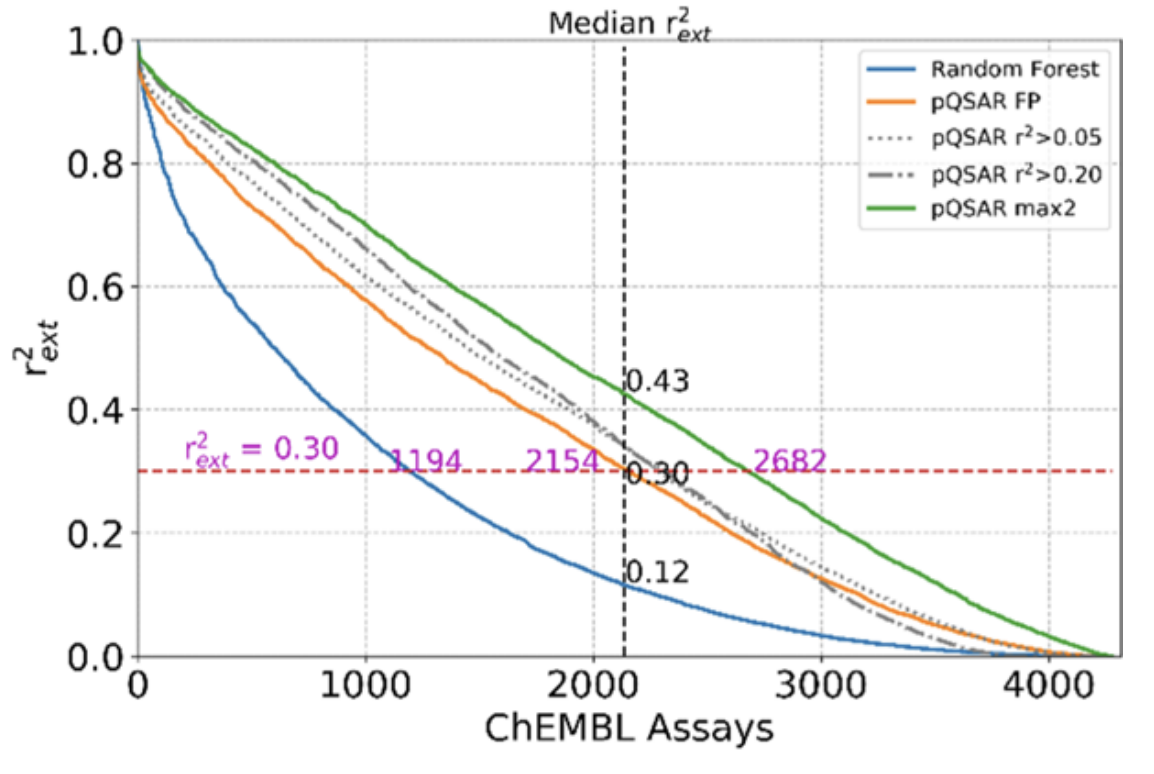 Median r²ext
1.0
0.8
0.6
0.4
0.2
0.0
r²ext
Random Forest
pQSAR FP
pQSAR r²>0.05
pQSAR r²>0.20
pQSAR max2
0.43
r²ext = 0.30
1194
2154
2682
0.30
0.12
0
1000
2000
3000
4000
ChEMBL Assays